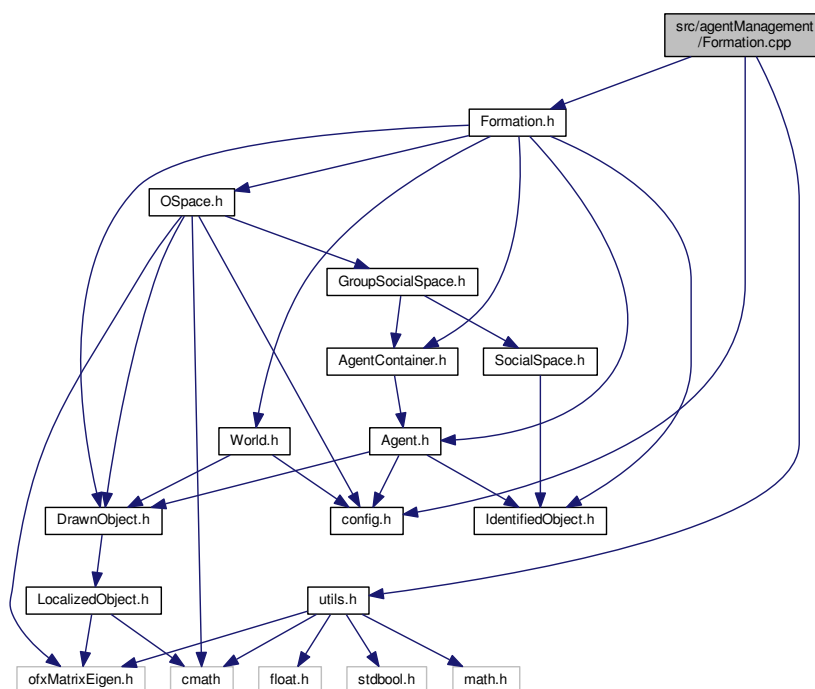 src/agentManagement
/Formation.cpp
Formation.h
OSpace.h
GroupSocialSpace.h
AgentContainer.h
SocialSpace.h
World.h
Agent.h
DrawnObject.h
config.h
IdentifiedObject.h
LocalizedObject.h
utils.h
ofxMatrixEigen.h
cmath
float.h
stdbool.h
math.h